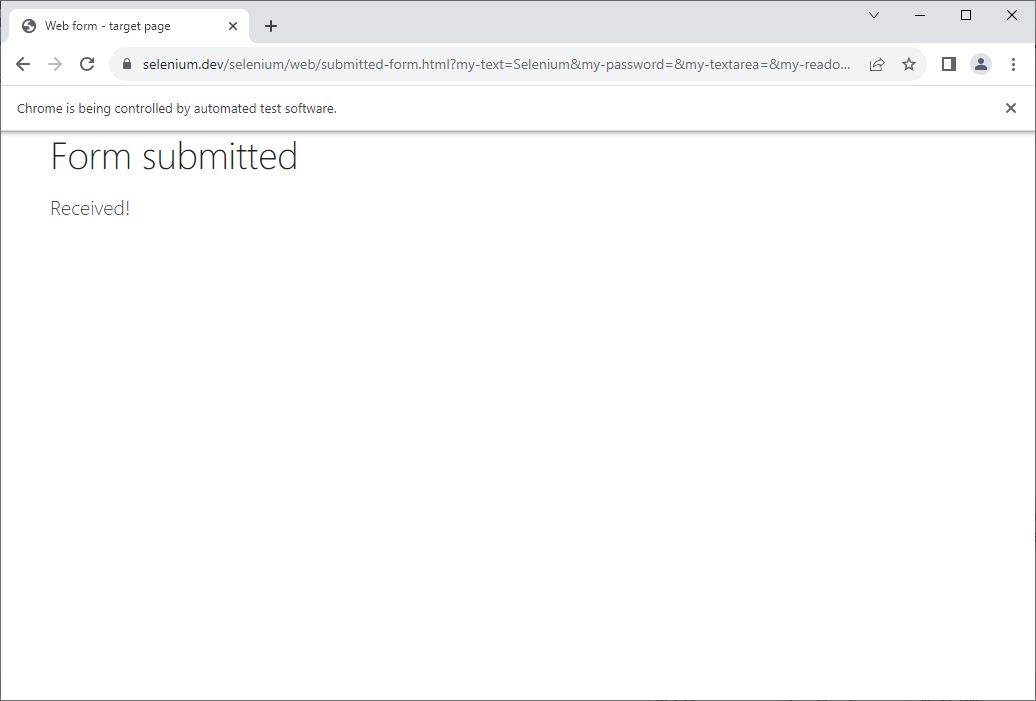 Web form - target page
selenium.dev/selenium/web/submitted-form.html?my-text=Selenium&my-password=&my-textarea=&my-reado...
Chrome is being controlled by automated test software.
Form submitted
Received!